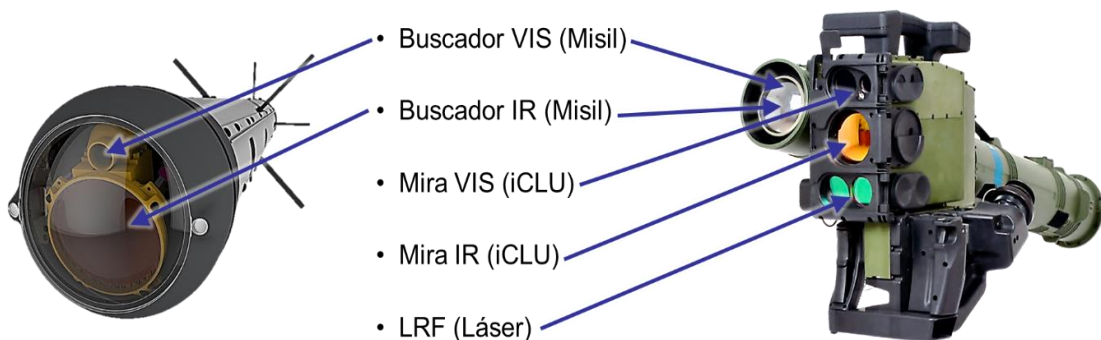 • Buscador VIS (Misil)
• Buscador IR (Misil)
• Mira VIS (iCLU)
• Mira IR (iCLU)
• LRF (Láser)